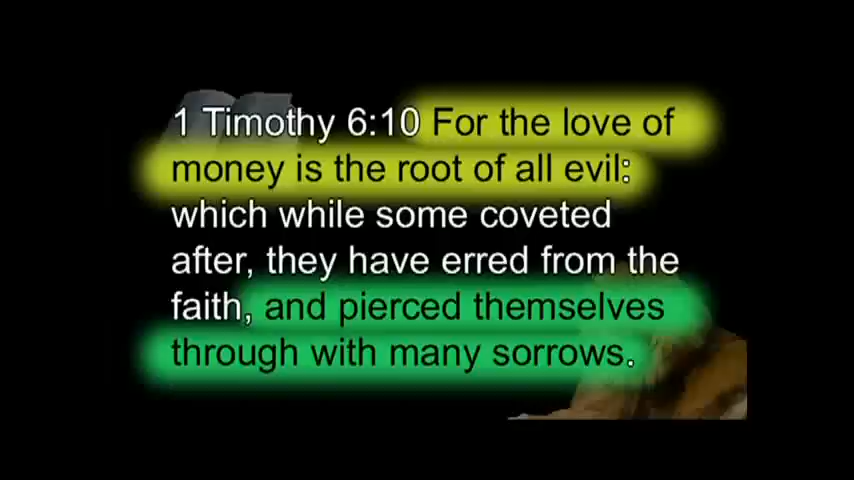 1 Timothy 6:10 For the love of
money is the root of all evil:
which while some coveted
after, they have erred from the
faith, and pierced themselves
through with many sorrows.